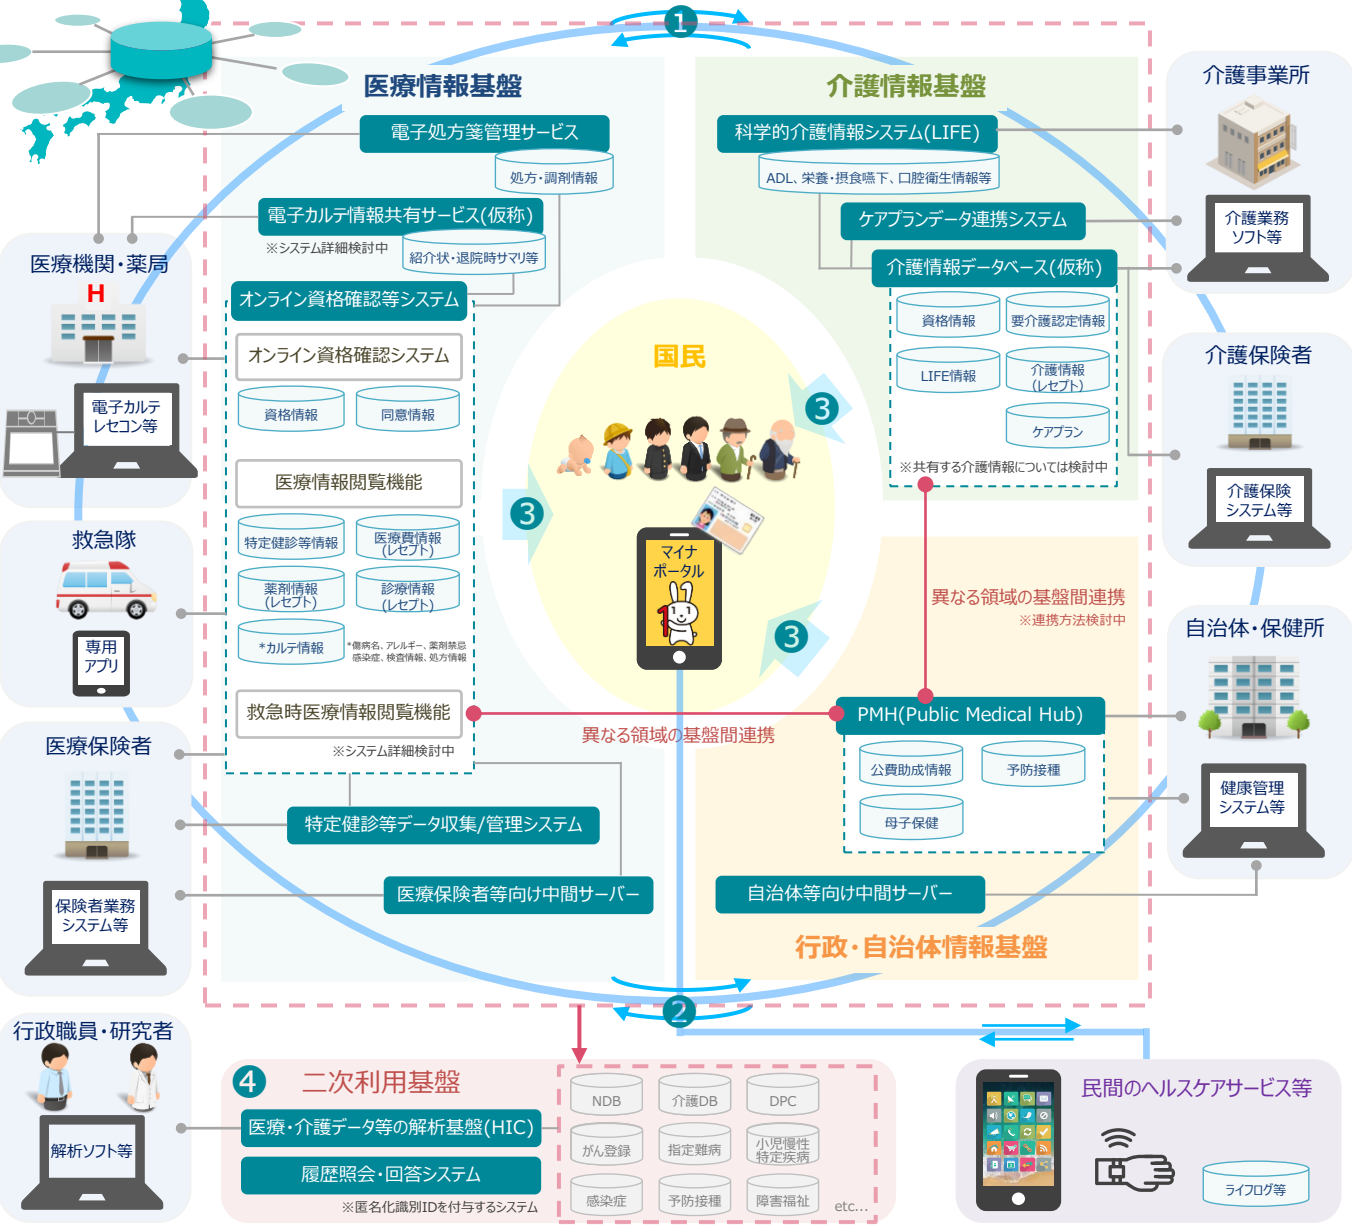 1
医療情報基盤
介護情報基盤
電子処方箋管理サービス
処方・調剤情報
電子カルテ情報共有サービス(仮称)
※システム詳細検討中
紹介状・退院時サマリ等
オンライン資格確認等システム
オンライン資格確認システム
資格情報
同意情報
医療情報閲覧機能
特定健診等情報
医療費情報
(レセプト)
薬剤情報
(レセプト)
診療情報
(レセプト)
*カルテ情報
*傷病名、アレルギー、薬剤禁忌
感染症、検査情報、処方情報
救急時医療情報閲覧機能
※システム詳細検討中
特定健診等データ収集/管理システム
医療保険者等向け中間サーバー
科学的介護情報システム(LIFE)
ADL、栄養・摂食嚥下、口腔衛生情報等
ケアプランデータ連携システム
介護情報データベース(仮称)
資格情報
要介護認定情報
LIFE情報
介護情報
(レセプト)
ケアプラン
※共有する介護情報については検討中
国民
3
3
3
マイナ
ポータル
1
異なる領域の基盤間連携
※連携方法検討中
異なる領域の基盤間連携
PMH(Public Medical Hub)
公費助成情報
予防接種
母子保健
自治体等向け中間サーバー
行政・自治体情報基盤
2
医療機関・薬局
H
電子カルテ
レセコン等
救急隊
専用
アプリ
医療保険者
保険者業務
システム等
行政職員・研究者
解析ソフト等
介護事業所
介護業務
ソフト等
介護保険者
介護保険
システム等
自治体・保健所
健康管理
システム等
4
二次利用基盤
医療・介護データ等の解析基盤(HIC)
履歴照会・回答システム
※匿名化識別IDを付与するシステム
NDB
介護DB
DPC
がん登録
指定難病
小児慢性
特定疾病
感染症
予防接種
障害福祉
etc...
民間のヘルスケアサービス等
ライフログ等